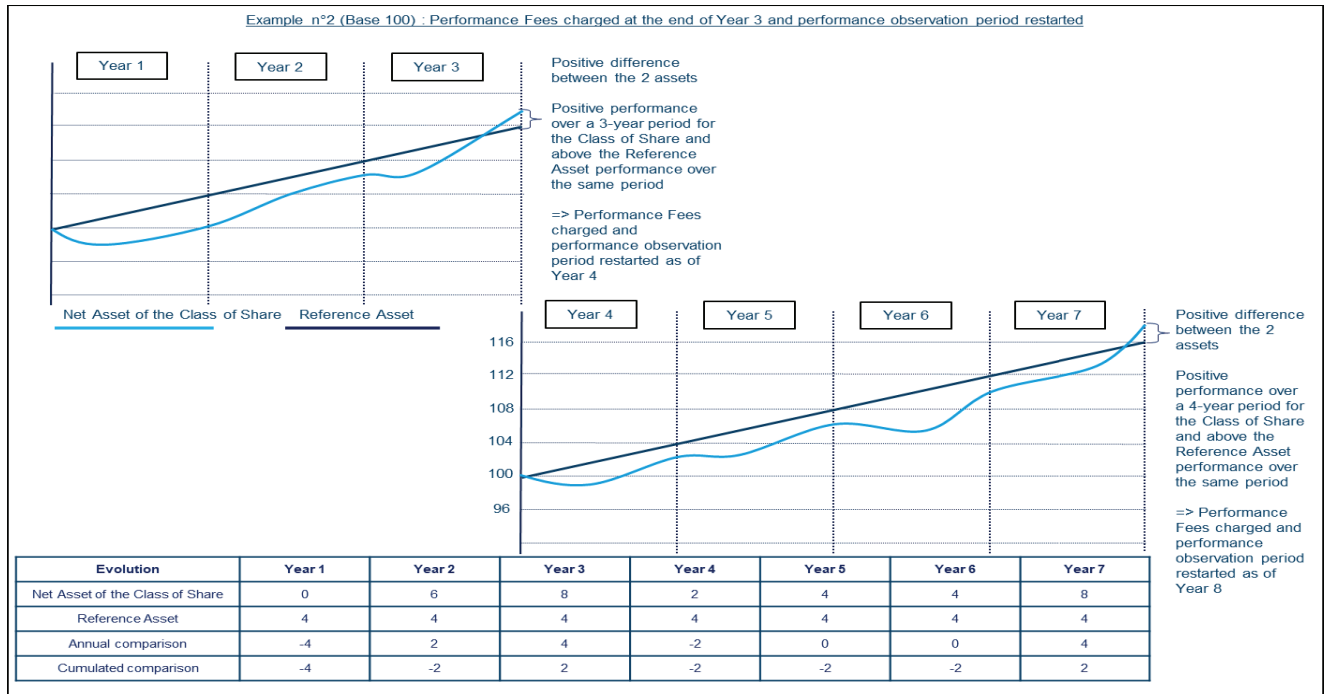 Example n°2 (Base 100) : Performance Fees charged at the end of Year 3 and performance observation period restarted
Year 1
Year 2
Year 3
Positive difference
between the 2 assets
Positive performance
over a 3-year period for
the Class of Share and
above the Reference
Asset performance over
the same period
=> Performance Fees
charged and
performance observation
period restarted as of
Year 4
Net Asset of the Class of Share
Reference Asset
Year 4
Year 5
Year 6
Year 7
116
112
108
104
100
96
Positive difference
between the 2
assets
Positive
performance over
a 4-year period for
the Class of Share
and above the
Reference Asset
performance over
the same period
=> Performance
Fees charged and
performance
observation period
restarted as of
Year 8
Evolution Year 1 Year 2 Year 3 Year 4 Year 5 Year 6 Year 7
Net Asset of the Class of Share 0 6 8 2 4 4 8
Reference Asset 4 4 4 4 4 4 4
Annual comparison -4 2 4 -2 0 0 4
Cumulated comparison -4 -2 2 -2 -2 -2 2